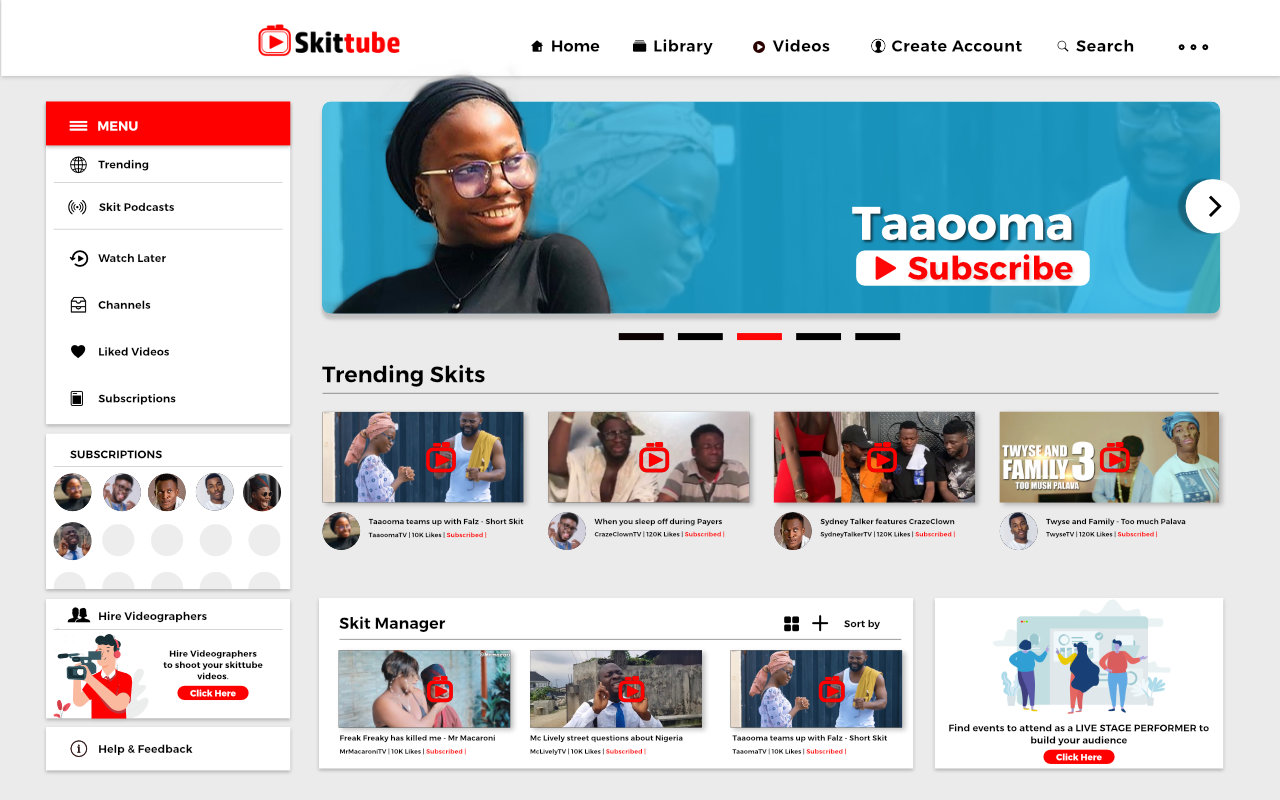 Skittube
Home
Library
Videos
Create Account
Search
MENU
Trending
Skit Podcasts
Watch Later
Channels
Liked Videos
Subscriptions
Taaooma
Subscribe
Trending Skits
TWYSE AND
FAMILY 3
TOO MUSH PALAVA
Taaooma teams up with Falz - Short Skit
TaaoomaTV | 10K Likes | Subscribed |
When you sleep off during Payers
CrazeClownTV | 120K Likes | Subscribed |
Sydney Talker features CrazeClown
SydneyTalkerTV | 120K Likes | Subscribed |
Twyse and Family - Too much Palava
TwyseTV | 120K Likes | Subscribed |
SUBSCRIPTIONS
Hire Videographers
Hire Videographers
to shoot your skittube
videos.
Click Here
Help & Feedback
Skit Manager
Sort by
Freak Freaky has killed me - Mr Macaroni
MrMacaroniTV | 10K Likes | Subscribed |
Mc Lively street questions about Nigeria
McLivelyTV | 10K Likes | Subscribed |
Taaooma teams up with Falz - Short Skit
TaaomaTV | 10K Likes | Subscribed |
Find events to attend as a LIVE STAGE PERFORMER to
build your audience
Click Here